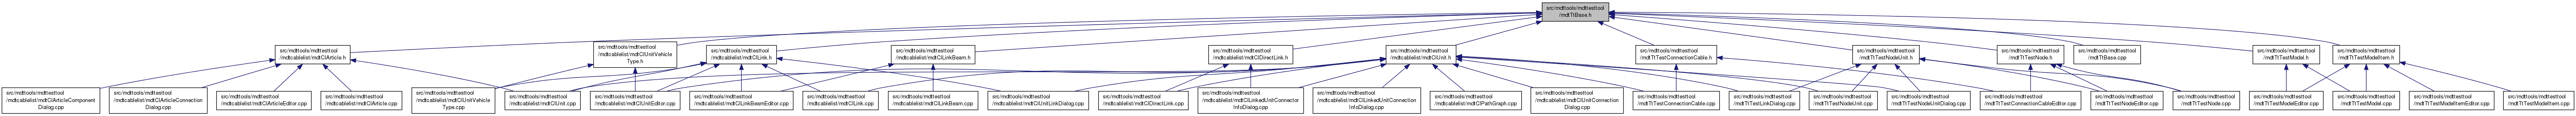 src/mdttools/mdttesttool
/mdtTtBase.h
src/mdttools/mdttesttool
/mdtcablelist/mdtClArticle.h
src/mdttools/mdttesttool
/mdtcablelist/mdtClUnitVehicle
Type.h
src/mdttools/mdttesttool
/mdtcablelist/mdtClLink.h
src/mdttools/mdttesttool
/mdtcablelist/mdtClLinkBeam.h
src/mdttools/mdttesttool
/mdtcablelist/mdtClDirectLink.h
src/mdttools/mdttesttool
/mdtcablelist/mdtClUnit.h
src/mdttools/mdttesttool
/mdtTtTestConnectionCable.h
src/mdttools/mdttesttool
/mdtTtTestNodeUnit.h
src/mdttools/mdttesttool
/mdtTtTestNode.h
src/mdttools/mdttesttool
/mdtTtBase.cpp
src/mdttools/mdttesttool
/mdtTtTestModel.h
src/mdttools/mdttesttool
/mdtTtTestModelItem.h
src/mdttools/mdttesttool
/mdtcablelist/mdtClArticleComponent
Dialog.cpp
src/mdttools/mdttesttool
/mdtcablelist/mdtClArticleConnection
Dialog.cpp
src/mdttools/mdttesttool
/mdtcablelist/mdtClArticleEditor.cpp
src/mdttools/mdttesttool
/mdtcablelist/mdtClArticle.cpp
src/mdttools/mdttesttool
/mdtcablelist/mdtClUnitVehicle
Type.cpp
src/mdttools/mdttesttool
/mdtcablelist/mdtClUnit.cpp
src/mdttools/mdttesttool
/mdtcablelist/mdtClUnitEditor.cpp
src/mdttools/mdttesttool
/mdtcablelist/mdtClLinkBeamEditor.cpp
src/mdttools/mdttesttool
/mdtcablelist/mdtClLink.cpp
src/mdttools/mdttesttool
/mdtcablelist/mdtClLinkBeam.cpp
src/mdttools/mdttesttool
/mdtcablelist/mdtClUnitLinkDialog.cpp
src/mdttools/mdttesttool
/mdtcablelist/mdtClDirectLink.cpp
src/mdttools/mdttesttool
/mdtcablelist/mdtClLinkedUnitConnector
InfoDialog.cpp
src/mdttools/mdttesttool
/mdtcablelist/mdtClLinkedUnitConnection
InfoDialog.cpp
src/mdttools/mdttesttool
/mdtcablelist/mdtClPathGraph.cpp
src/mdttools/mdttesttool
/mdtcablelist/mdtClUnitConnection
Dialog.cpp
src/mdttools/mdttesttool
/mdtTtTestConnectionCable.cpp
src/mdttools/mdttesttool
/mdtTtTestLinkDialog.cpp
src/mdttools/mdttesttool
/mdtTtTestNodeUnit.cpp
src/mdttools/mdttesttool
/mdtTtTestNodeUnitDialog.cpp
src/mdttools/mdttesttool
/mdtTtTestConnectionCableEditor.cpp
src/mdttools/mdttesttool
/mdtTtTestNodeEditor.cpp
src/mdttools/mdttesttool
/mdtTtTestNode.cpp
src/mdttools/mdttesttool
/mdtTtTestModelEditor.cpp
src/mdttools/mdttesttool
/mdtTtTestModel.cpp
src/mdttools/mdttesttool
/mdtTtTestModelItemEditor.cpp
src/mdttools/mdttesttool
/mdtTtTestModelItem.cpp